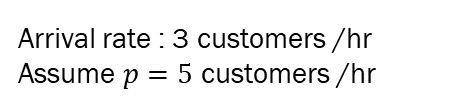 Arrival rate : 3 customers /hr
Assume p = 5 customers /hr